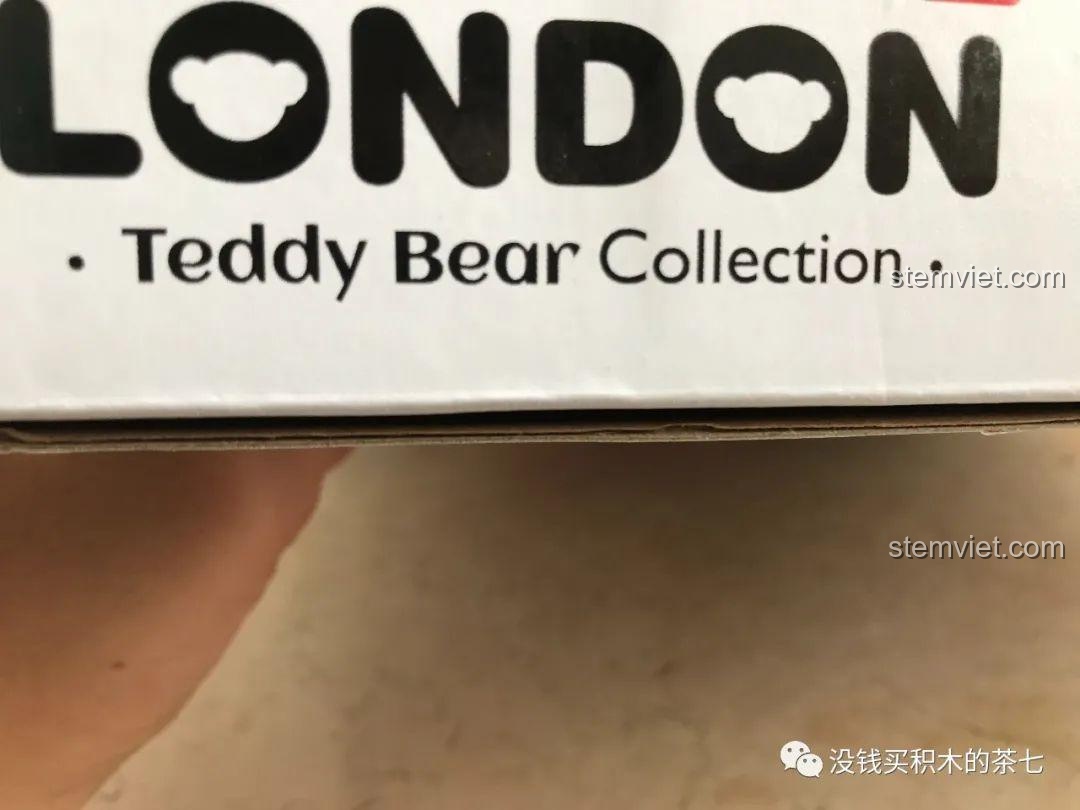 LONDON
· Teddy Bear Collection ·
stemviet.com
stemviet.com
没钱买积木的茶七